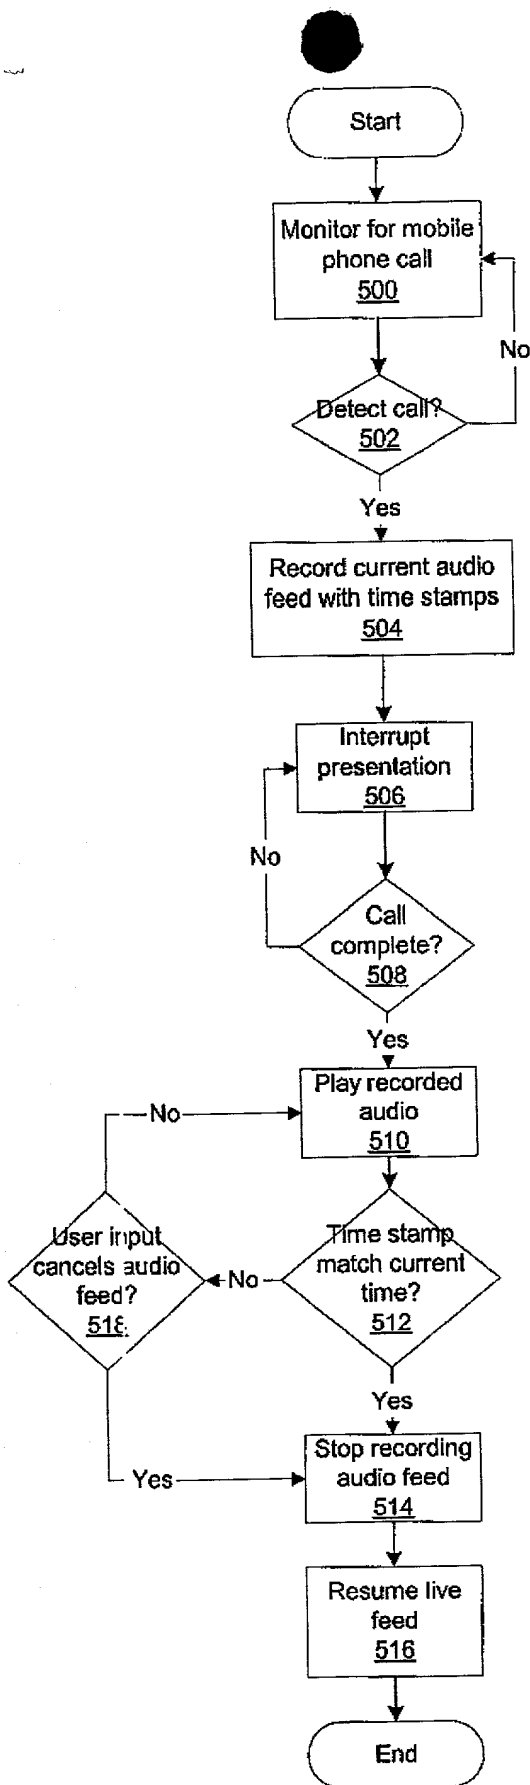 Start
Monitor for mobile
phone call
500
No
Detect call?
502
Yes
Record current audio
feed with time stamps
504
Interrupt
presentation
506
No
Call
complete?
508
Yes
Play recorded
audio
510
No
User input
cancels audio
feed?
518
No
Time stamp
match current
time?
512
Yes
Stop recording
audio feed
514
Yes
Resume live
feed
516
End